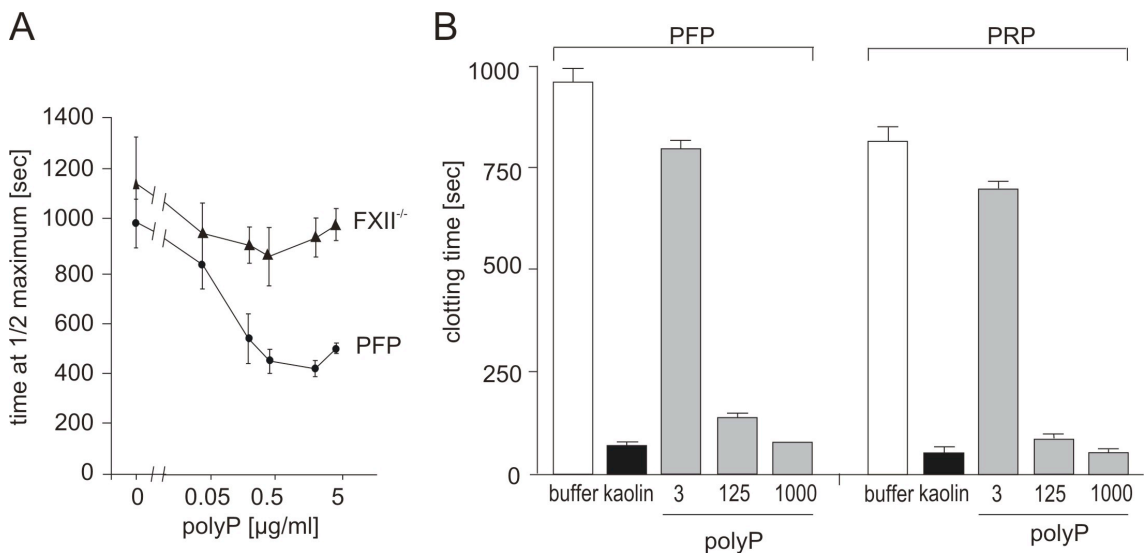 A
time at 1/2 maximum [sec]
1400
1200
1000
800
600
400
200
0
FXII-/-
PFP
0 0.05 0.5 5
polyP [µg/ml]
B
PFP PRP
clotting time [sec]
1000
750
500
250
0
buffer kaolin 3 125 1000 buffer kaolin 3 125 1000
polyP polyP